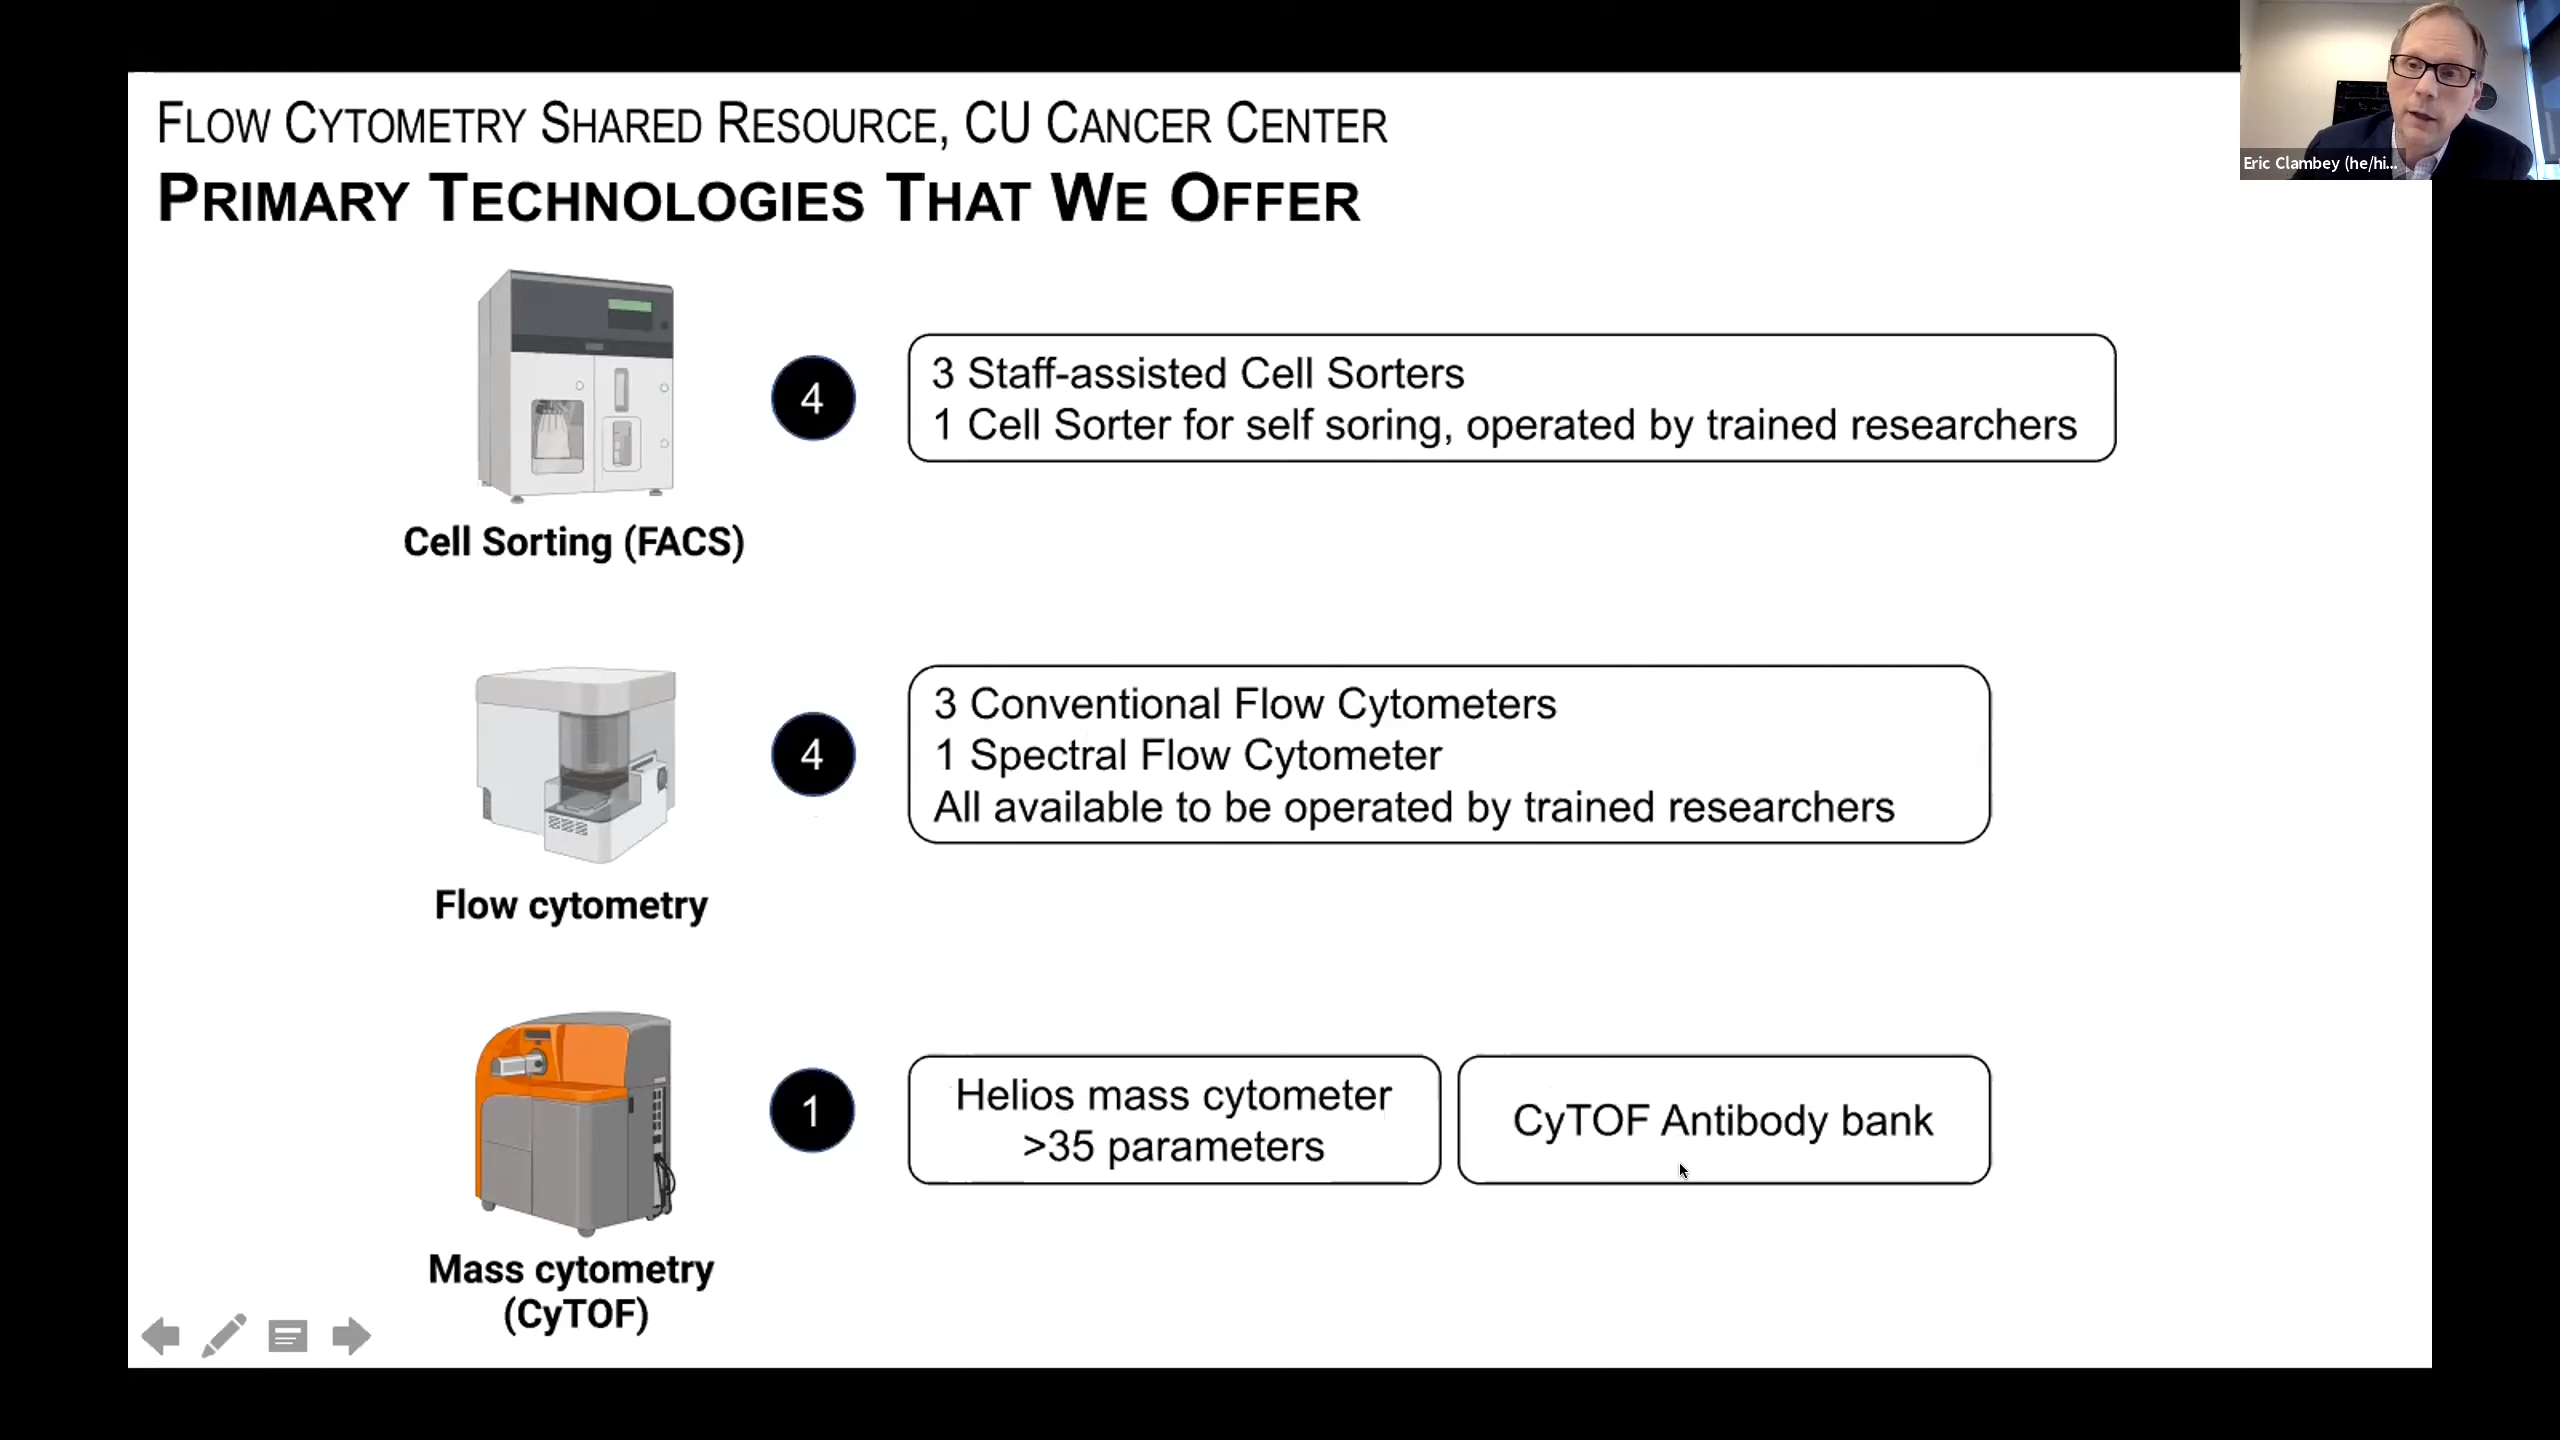 FLOW CYTOMETRY SHARED RESOURCE, CU CANCER CENTER
PRIMARY TECHNOLOGIES THAT WE OFFER
Eric Clambey (he/hi...
4
3 Staff-assisted Cell Sorters
1 Cell Sorter for self soring, operated by trained researchers
Cell Sorting (FACS)
4
3 Conventional Flow Cytometers
1 Spectral Flow Cytometer
All available to be operated by trained researchers
Flow cytometry
1
Helios mass cytometer
>35 parameters
CyTOF Antibody bank
Mass cytometry
(CyTOF)